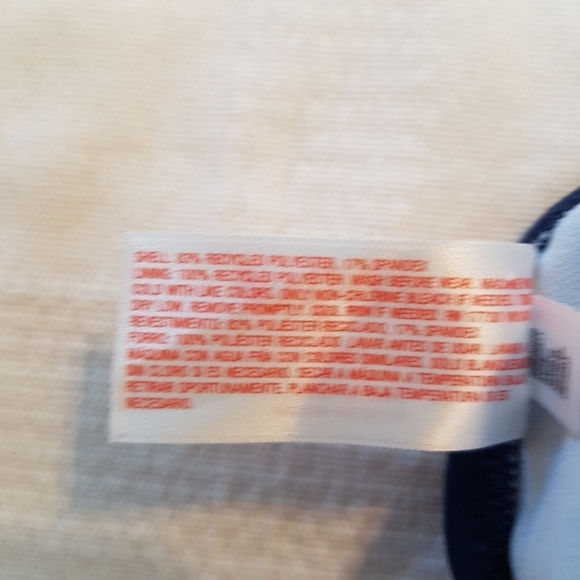 SHELL: 83% RECYCLED POLYESTER, 17% SPANDEX
LINING: 100% RECYCLED POLYESTER WASH BEFORE WEAR. MACHINE
COLD WITH LIKE COLORS. ONLY NON-CHLORINE BLEACH IF NEEDED.
DRY LOW. REMOVE PROMPTLY. COOL IRON IF NEEDED.
REVESTIMIENTO: 83% POLIESTER RECICLADO, 17% SPANDEX
FORRO: 100% POLIESTER RECICLADO LAVAR ANTES DE USAR.
MAQUINA CON AGUA FRIA CON COLORES SIMILARES. SOLO
SIN CLORO SI ES NECESARIO. SECAR A MAQUINA A TEMPERATURA
RETIRAR OPORTUNAMENTE. PLANCHAR A BAJA TEMPERATURA SI ES
NECESARIO.